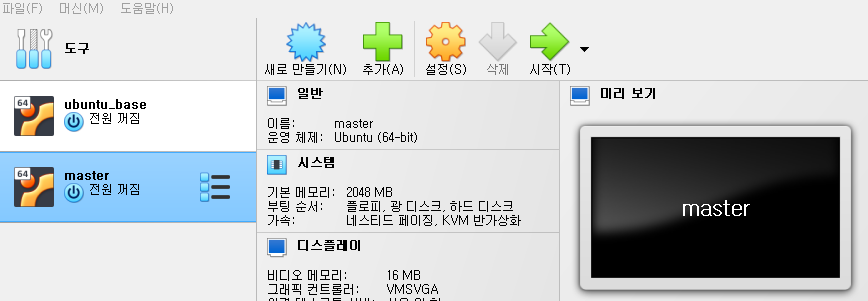 파일(F) 머신(M) 도움말(H)
도구
새로 만들기(N) 추가(A) 설정(S) 삭제 시작(T)
64
ubuntu_base
전원 꺼짐
64
master
전원 꺼짐
일반
이름: master
운영 체제: Ubuntu (64-bit)
시스템
기본 메모리: 2048 MB
부팅 순서: 플로피, 광 디스크, 하드 디스크
가속: 네스티드 페이징, KVM 반가상화
디스플레이
비디오 메모리: 16 MB
그래픽 컨트롤러: VMSVGA
미리 보기
master